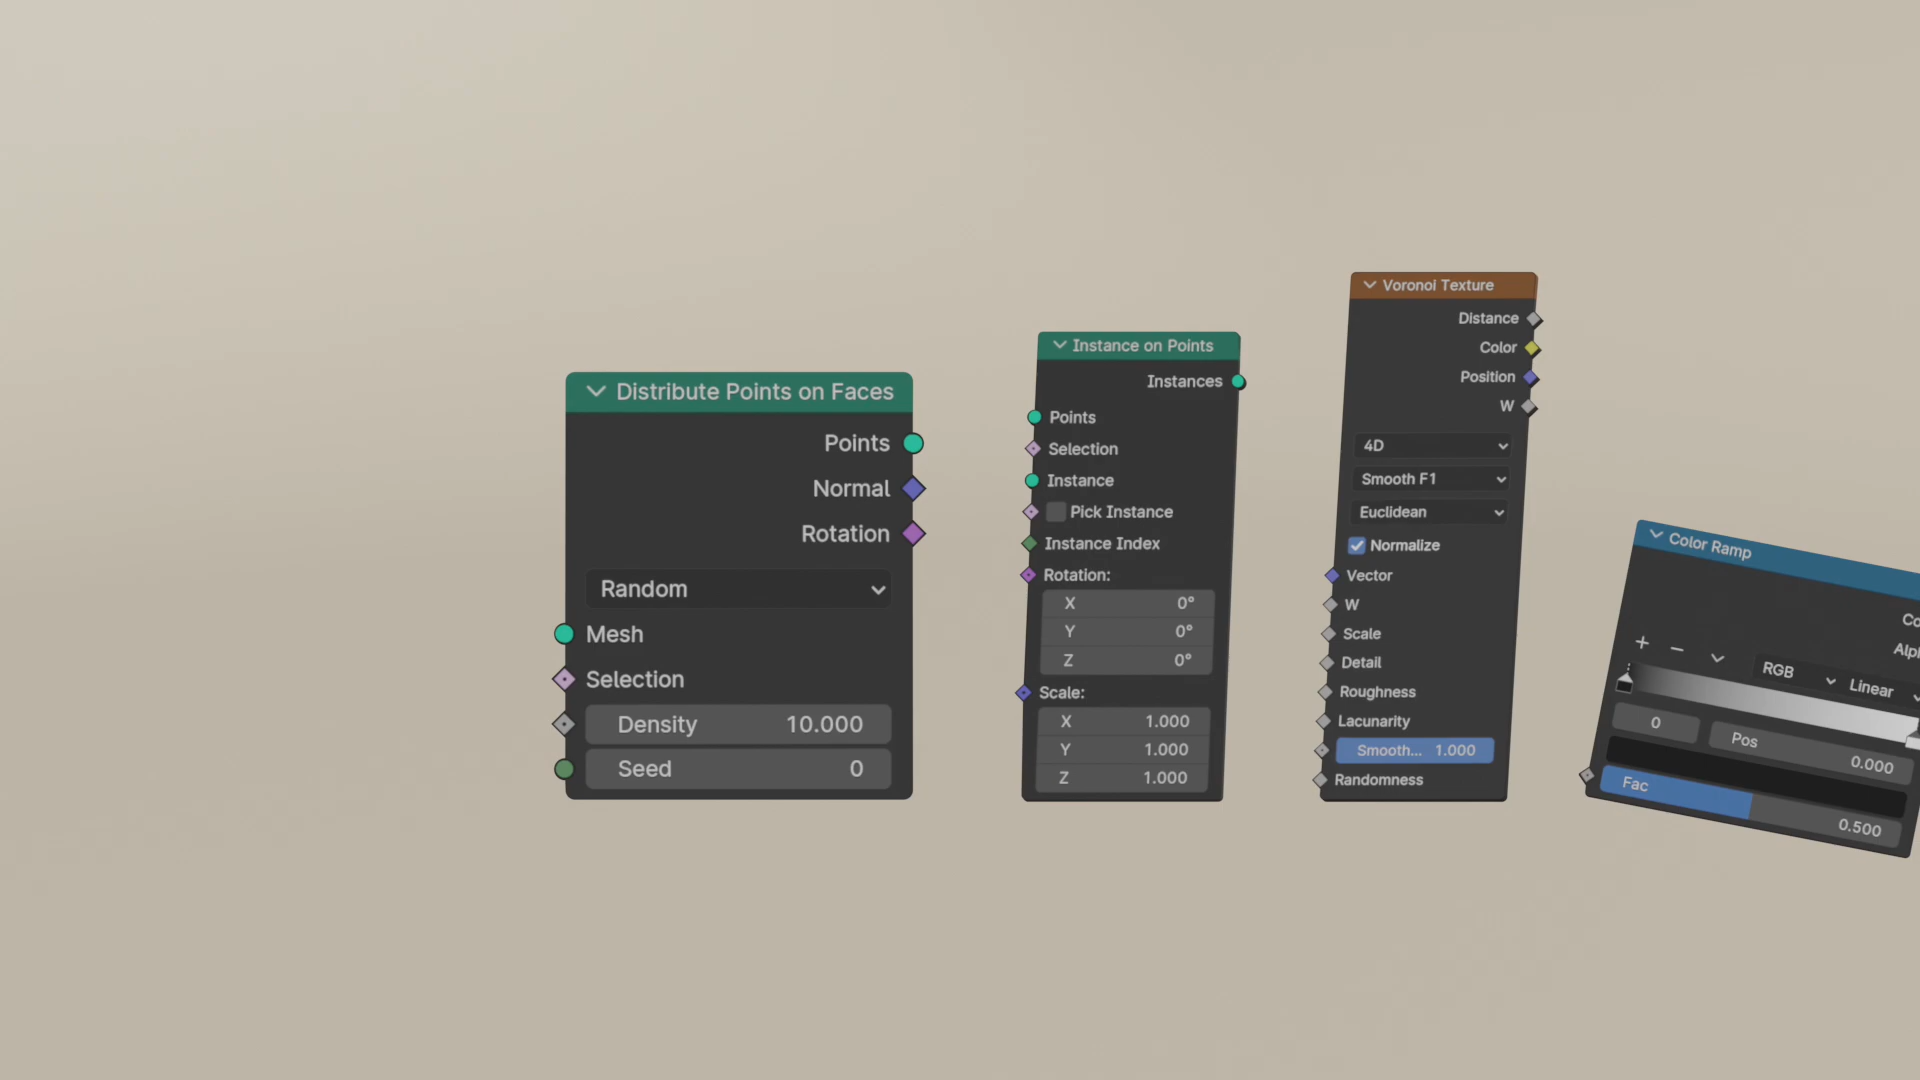 Distribute Points on Faces
Points
Normal
Rotation
Random
Mesh
Selection
Density 10.000
Seed 0
Instance on Points
Instances
Points
Selection
Instance
Pick Instance
Instance Index
Rotation:
X 0°
Y 0°
Z 0°
Scale:
X 1.000
Y 1.000
Z 1.000
Voronoi Texture
Distance
Color
Position
W
4D
Smooth F1
Euclidean
Normalize
Vector
W
Scale
Detail
Roughness
Lacunarity
Smooth... 1.000
Randomness
Color Ramp
Co
Alp
RGB Linear
0 Pos 0.000
Fac 0.500